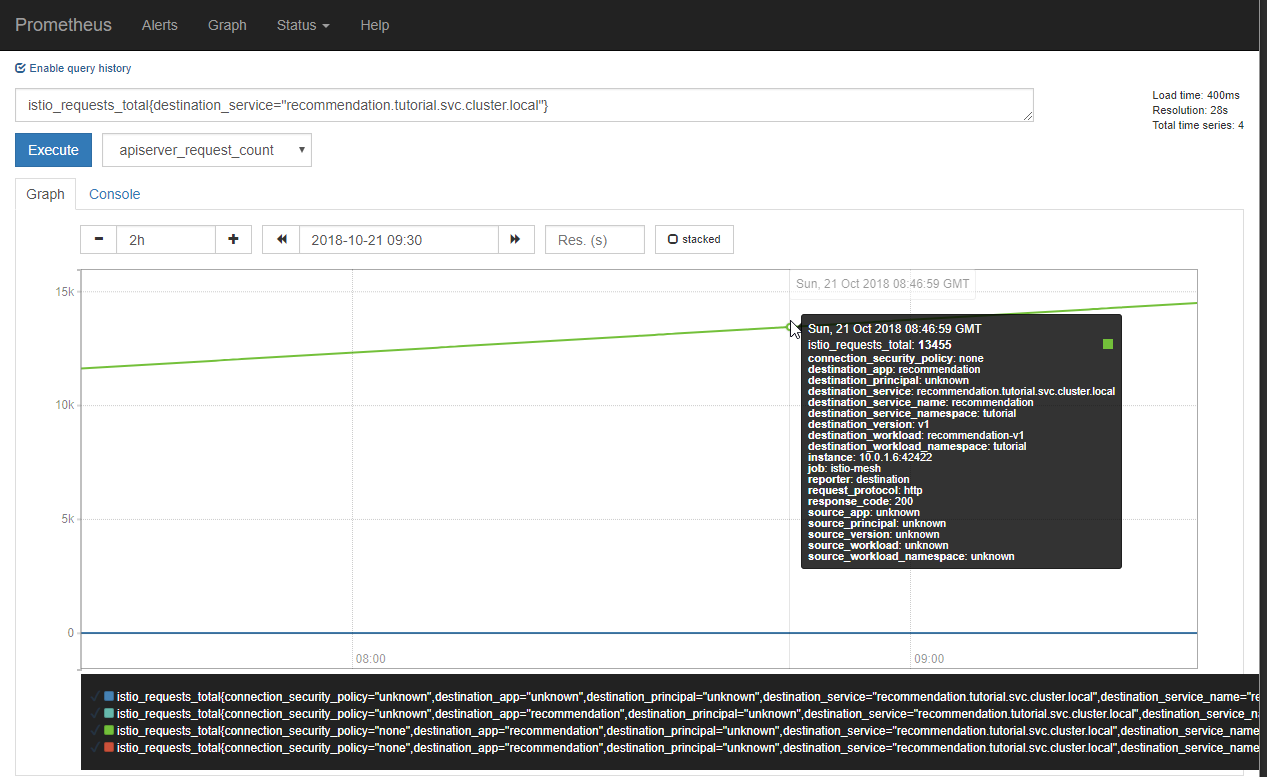 Prometheus Alerts Graph Status Help
Enable query history
istio_requests_total{destination_service="recommendation.tutorial.svc.cluster.local"}
Load time: 400ms
Resolution: 28s
Total time series: 4
Execute apiserver_request_count
Graph Console
2h 2018-10-21 09:30 Res. (s) stacked
15k
10k
5k
0
08:00 09:00
Sun, 21 Oct 2018 08:46:59 GMT
Sun, 21 Oct 2018 08:46:59 GMT
istio_requests_total: 13455
connection_security_policy: none
destination_app: recommendation
destination_principal: unknown
destination_service: recommendation.tutorial.svc.cluster.local
destination_service_name: recommendation
destination_service_namespace: tutorial
destination_version: v1
destination_workload: recommendation-v1
destination_workload_namespace: tutorial
instance: 10.0.1.6:42422
job: istio-mesh
reporter: destination
request_protocol: http
response_code: 200
source_app: unknown
source_principal: unknown
source_version: unknown
source_workload: unknown
source_workload_namespace: unknown
istio_requests_total{connection_security_policy="unknown",destination_app="unknown",destination_principal="unknown",destination_service="recommendation.tutorial.svc.cluster.local",destination_service_name="re
istio_requests_total{connection_security_policy="unknown",destination_app="recommendation",destination_principal="unknown",destination_service="recommendation.tutorial.svc.cluster.local",destination_service_na
istio_requests_total{connection_security_policy="none",destination_app="recommendation",destination_principal="unknown",destination_service="recommendation.tutorial.svc.cluster.local",destination_service_name
istio_requests_total{connection_security_policy="none",destination_app="recommendation",destination_principal="unknown",destination_service="recommendation.tutorial.svc.cluster.local",destination_service_name